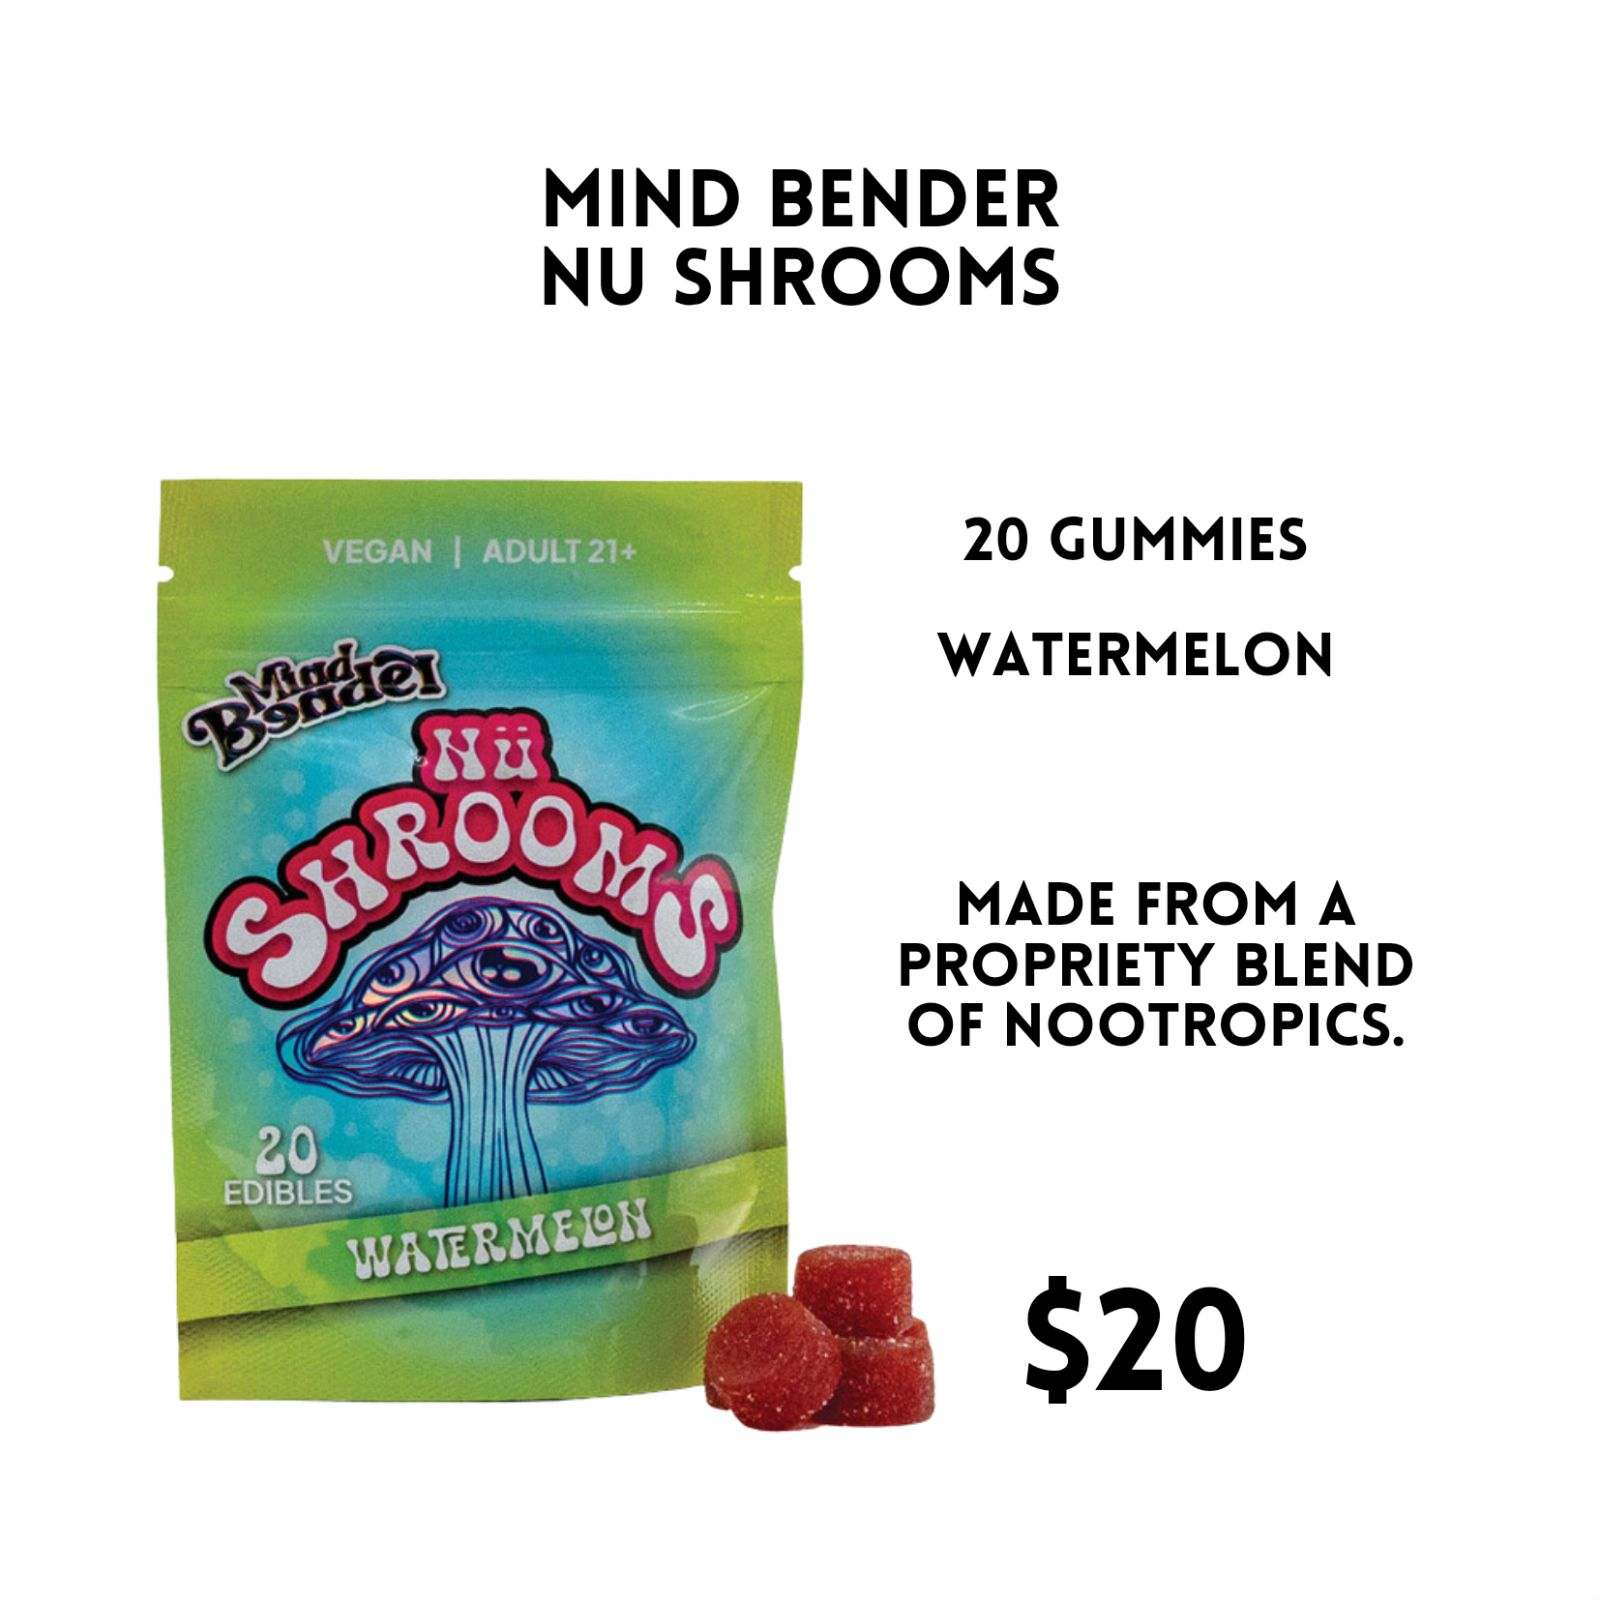 MIND BENDER
NU SHROOMS
VEGAN | ADULT 21+
Mind
Bender
NÜ
SHROOMS
20
EDIBLES
WATERMELON
20 GUMMIES
WATERMELON
MADE FROM A
PROPRIETY BLEND
OF NOOTROPICS.
$20